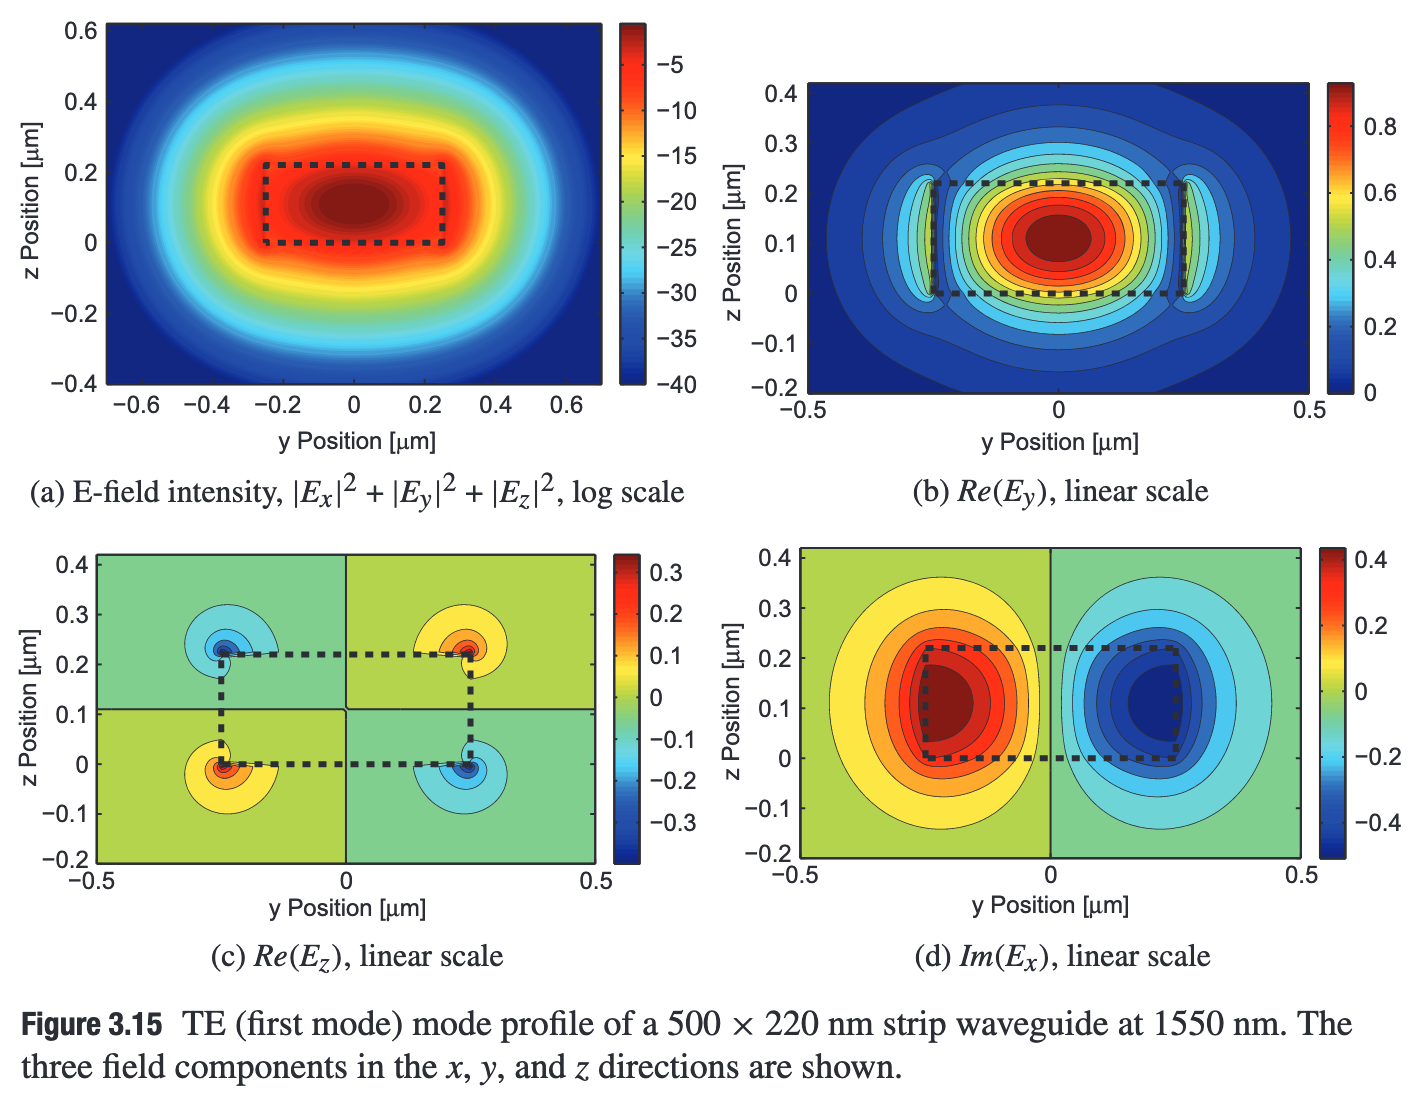 0.6
0.4
0.2
0
−0.2
−0.4
z Position [μm]
−0.6 −0.4 −0.2 0 0.2 0.4 0.6
y Position [μm]
−5
−10
−15
−20
−25
−30
−35
−40
(a) E-field intensity, |Ex|2 + |Ey|2 + |Ez|2, log scale
0.4
0.3
0.2
0.1
0
−0.1
−0.2
z Position [μm]
−0.5 0 0.5
y Position [μm]
0.8
0.6
0.4
0.2
0
(b) Re(Ey), linear scale
0.4
0.3
0.2
0.1
0
−0.1
−0.2
z Position [μm]
−0.5 0 0.5
y Position [μm]
0.3
0.2
0.1
0
−0.1
−0.2
−0.3
(c) Re(Ez), linear scale
0.4
0.3
0.2
0.1
0
−0.1
−0.2
z Position [μm]
−0.5 0 0.5
y Position [μm]
0.4
0.2
0
−0.2
−0.4
(d) Im(Ex), linear scale
Figure 3.15 TE (first mode) mode profile of a 500 × 220 nm strip waveguide at 1550 nm. The
three field components in the x, y, and z directions are shown.